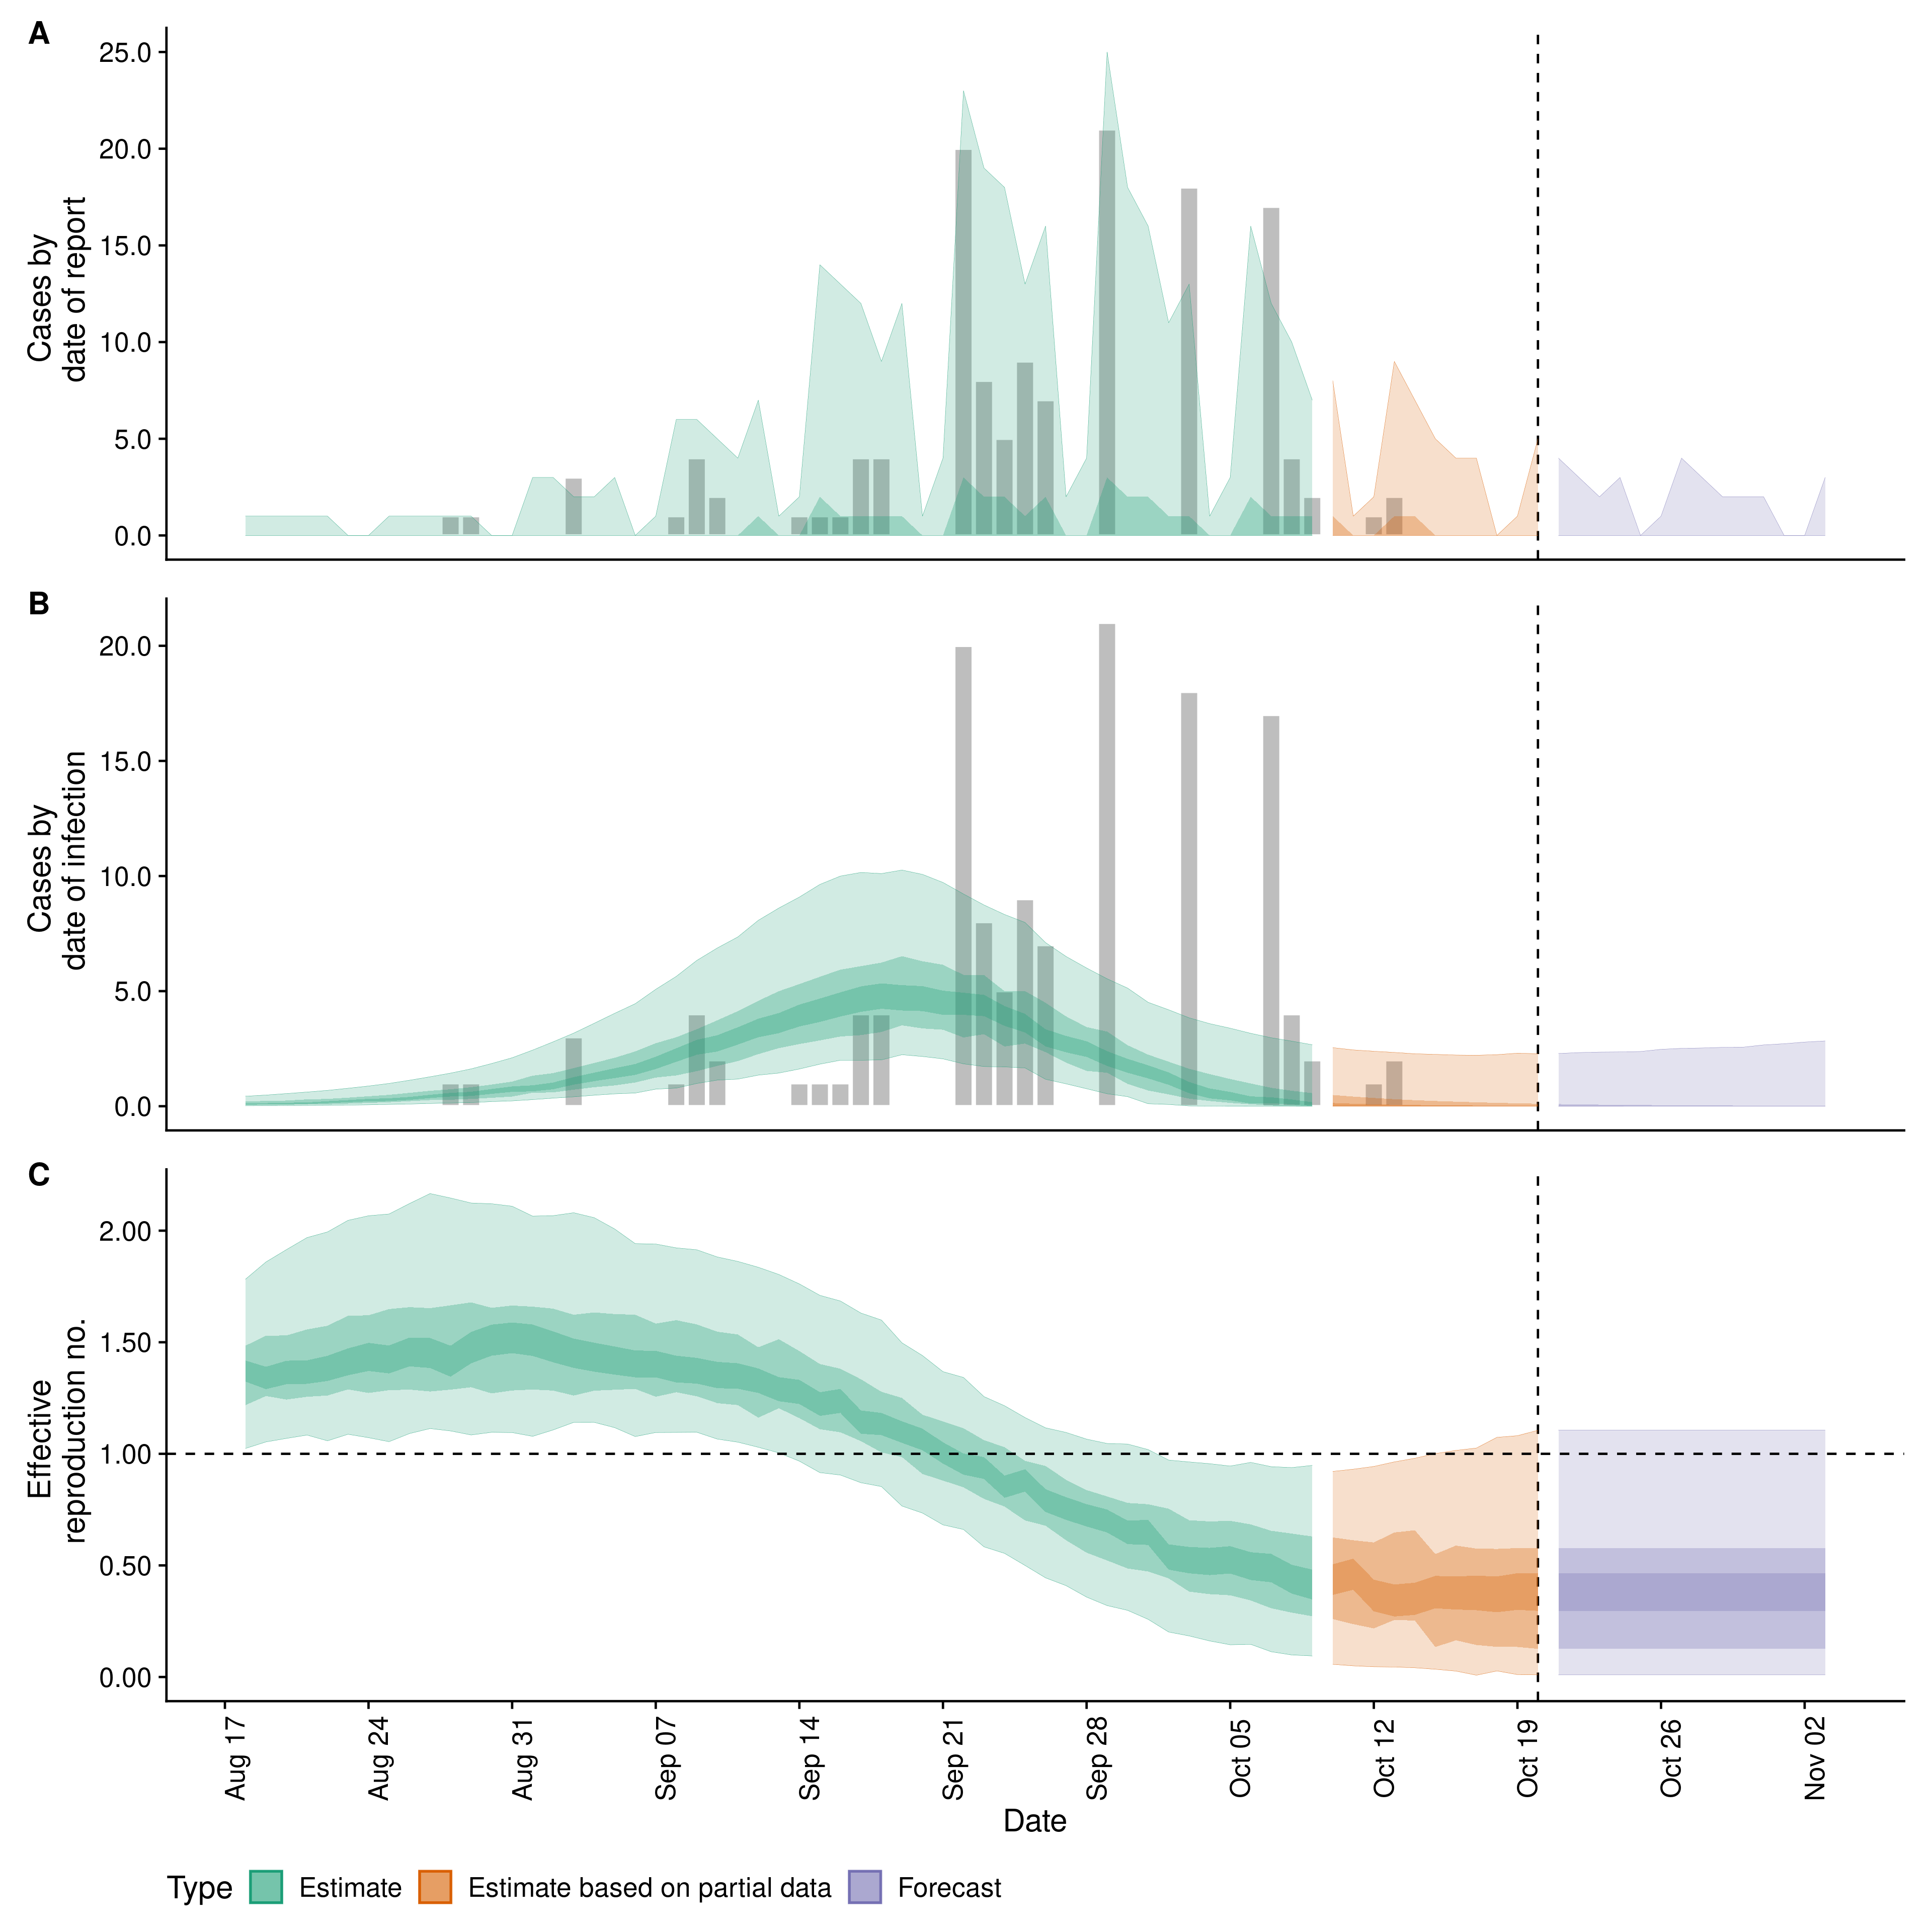 A
Cases by
date of report
25.0
20.0
15.0
10.0
5.0
0.0
B
Cases by
date of infection
20.0
15.0
10.0
5.0
0.0
C
Effective
reproduction no.
2.00
1.50
1.00
0.50
0.00
Aug 17
Aug 24
Aug 31
Sep 07
Sep 14
Sep 21
Sep 28
Oct 05
Oct 12
Oct 19
Oct 26
Nov 02
Date
Type Estimate Estimate based on partial data Forecast